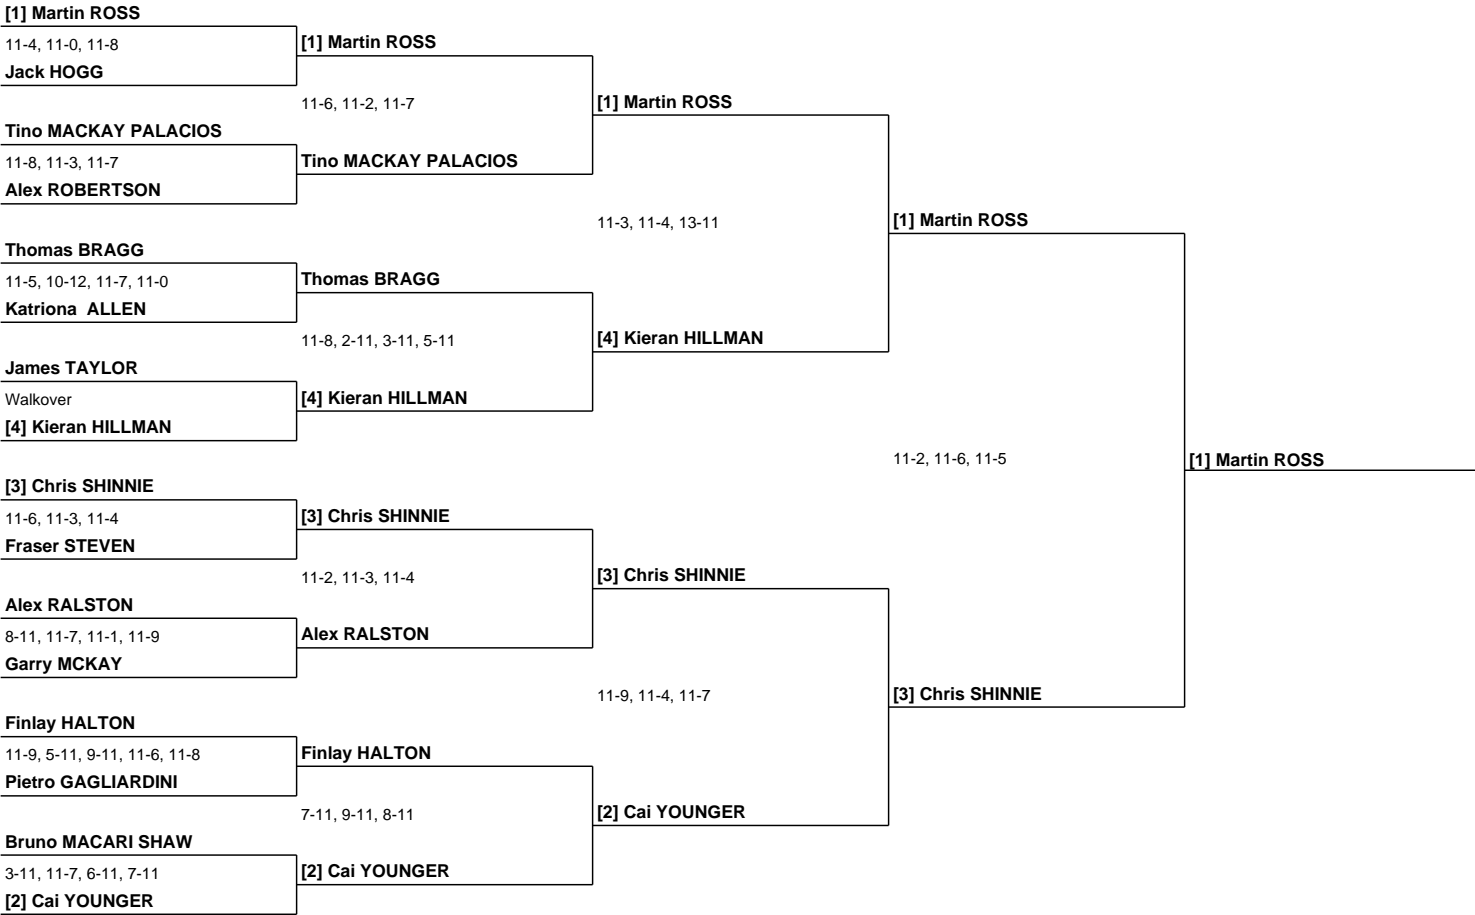 [1] Martin ROSS
11-4, 11-0, 11-8
Jack HOGG
Tino MACKAY PALACIOS
11-8, 11-3, 11-7
Alex ROBERTSON
Thomas BRAGG
11-5, 10-12, 11-7, 11-0
Katriona  ALLEN
James TAYLOR
Walkover
[4] Kieran HILLMAN
[3] Chris SHINNIE
11-6, 11-3, 11-4
Fraser STEVEN
Alex RALSTON
8-11, 11-7, 11-1, 11-9
Garry MCKAY
Finlay HALTON
11-9, 5-11, 9-11, 11-6, 11-8
Pietro GAGLIARDINI
Bruno MACARI SHAW
3-11, 11-7, 6-11, 7-11
[2] Cai YOUNGER
[1] Martin ROSS
11-6, 11-2, 11-7
Tino MACKAY PALACIOS
Thomas BRAGG
11-8, 2-11, 3-11, 5-11
[4] Kieran HILLMAN
[3] Chris SHINNIE
11-2, 11-3, 11-4
Alex RALSTON
Finlay HALTON
7-11, 9-11, 8-11
[2] Cai YOUNGER
[1] Martin ROSS
11-3, 11-4, 13-11
[4] Kieran HILLMAN
[3] Chris SHINNIE
11-9, 11-4, 11-7
[2] Cai YOUNGER
[1] Martin ROSS
11-2, 11-6, 11-5
[3] Chris SHINNIE
[1] Martin ROSS